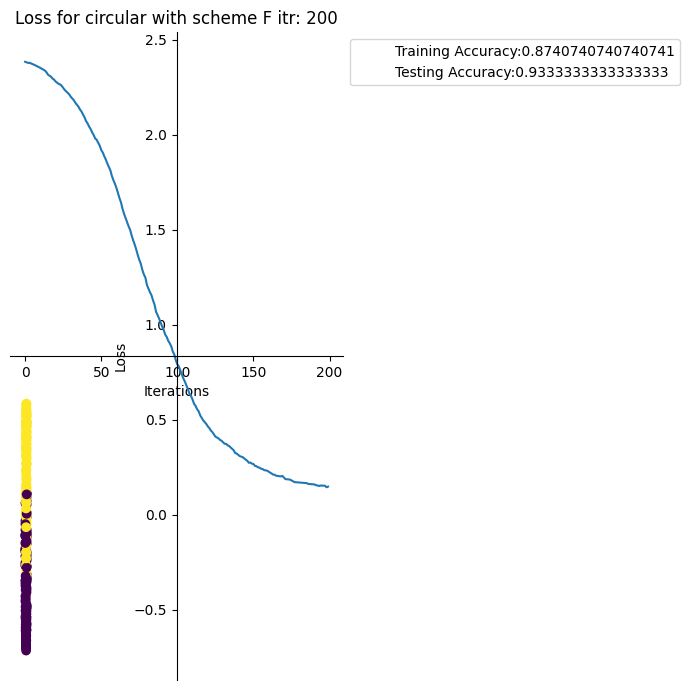 Loss for circular with scheme F itr: 200
Training Accuracy:0.8740740740740741
Testing Accuracy:0.9333333333333333
2.5
2.0
1.5
1.0
Loss
0 50 100 150 200
Iterations
0.5
0.0
−0.5